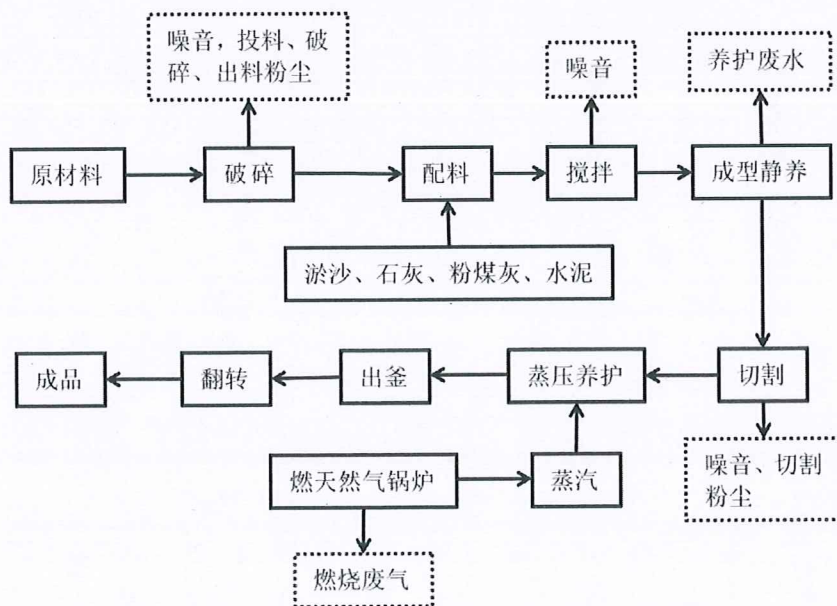 噪音，投料、破
碎、出料粉尘
噪音
养护废水
原材料
破碎
配料
搅拌
成型静养
淤沙、石灰、粉煤灰、水泥
成品
翻转
出釜
蒸压养护
切割
燃天然气锅炉
蒸汽
噪音、切割
粉尘
燃烧废气